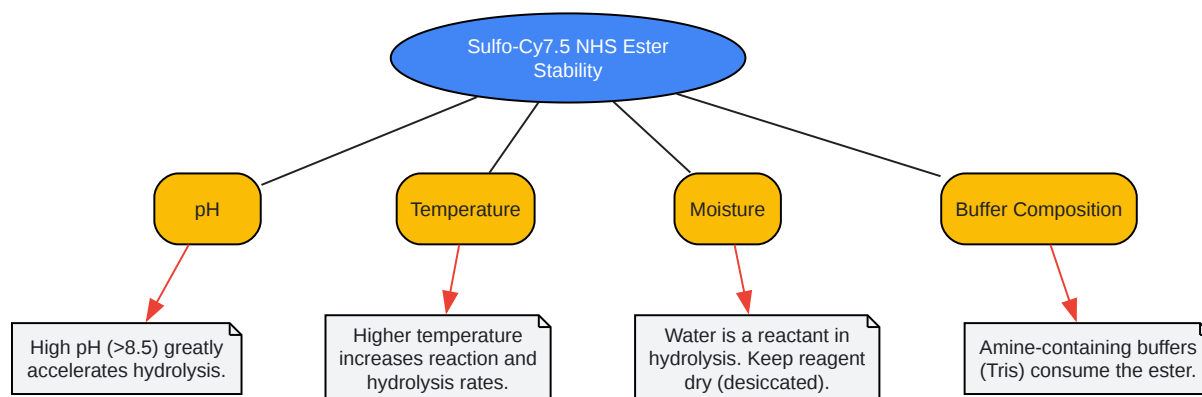 Sulfo-Cy7.5 NHS Ester
Stability
pH
Temperature
Moisture
Buffer Composition
High pH (>8.5) greatly
accelerates hydrolysis.
Higher temperature
increases reaction and
hydrolysis rates.
Water is a reactant in
hydrolysis. Keep reagent
dry (desiccated).
Amine-containing buffers
(Tris) consume the ester.